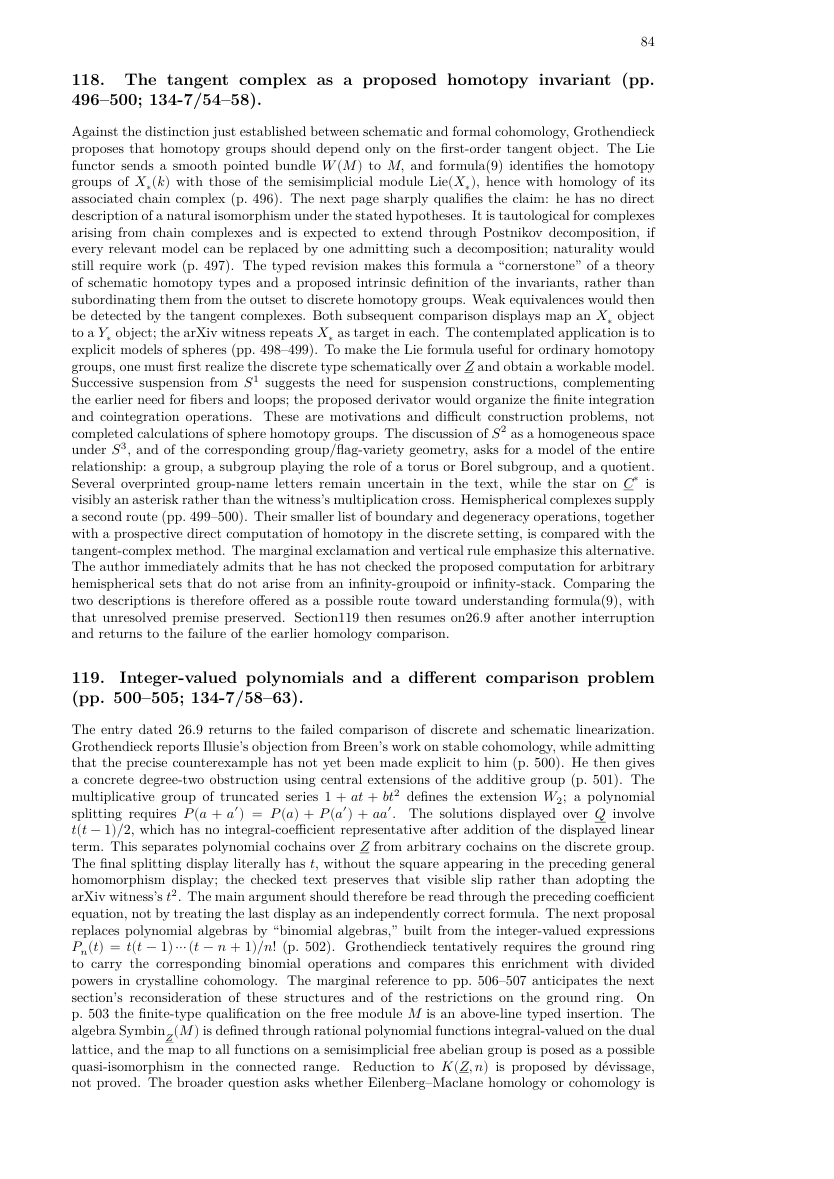 84
118. The tangent complex as a proposed homotopy invariant (pp.
496–500; 134-7/54–58).
Against the distinction just established between schematic and formal cohomology, Grothendieck
proposes that homotopy groups should depend only on the first-order tangent object. The Lie
functor sends a smooth pointed bundle W(M) to M, and formula(9) identifies the homotopy
groups of X_*(k) with those of the semisimplicial module Lie(X_*), hence with homology of its
associated chain complex (p. 496). The next page sharply qualifies the claim: he has no direct
description of a natural isomorphism under the stated hypotheses. It is tautological for complexes
arising from chain complexes and is expected to extend through Postnikov decomposition, if
every relevant model can be replaced by one admitting such a decomposition; naturality would
still require work (p. 497). The typed revision makes this formula a “cornerstone” of a theory
of schematic homotopy types and a proposed intrinsic definition of the invariants, rather than
subordinating them from the outset to discrete homotopy groups. Weak equivalences would then
be detected by the tangent complexes. Both subsequent comparison displays map an X_* object
to a Y_* object; the arXiv witness repeats X_* as target in each. The contemplated application is to
explicit models of spheres (pp. 498–499). To make the Lie formula useful for ordinary homotopy
groups, one must first realize the discrete type schematically over Z and obtain a workable model.
Successive suspension from S^1 suggests the need for suspension constructions, complementing
the earlier need for fibers and loops; the proposed derivator would organize the finite integration
and cointegration operations. These are motivations and difficult construction problems, not
completed calculations of sphere homotopy groups. The discussion of S^2 as a homogeneous space
under S^3, and of the corresponding group/flag-variety geometry, asks for a model of the entire
relationship: a group, a subgroup playing the role of a torus or Borel subgroup, and a quotient.
Several overprinted group-name letters remain uncertain in the text, while the star on C^* is
visibly an asterisk rather than the witness’s multiplication cross. Hemispherical complexes supply
a second route (pp. 499–500). Their smaller list of boundary and degeneracy operations, together
with a prospective direct computation of homotopy in the discrete setting, is compared with the
tangent-complex method. The marginal exclamation and vertical rule emphasize this alternative.
The author immediately admits that he has not checked the proposed computation for arbitrary
hemispherical sets that do not arise from an infinity-groupoid or infinity-stack. Comparing the
two descriptions is therefore offered as a possible route toward understanding formula(9), with
that unresolved premise preserved. Section119 then resumes on26.9 after another interruption
and returns to the failure of the earlier homology comparison.
119. Integer-valued polynomials and a different comparison problem
(pp. 500–505; 134-7/58–63).
The entry dated 26.9 returns to the failed comparison of discrete and schematic linearization.
Grothendieck reports Illusie’s objection from Breen’s work on stable cohomology, while admitting
that the precise counterexample has not yet been made explicit to him (p. 500). He then gives
a concrete degree-two obstruction using central extensions of the additive group (p. 501). The
multiplicative group of truncated series 1 + at + bt^2 defines the extension W_2; a polynomial
splitting requires P(a + a′) = P(a) + P(a′) + aa′. The solutions displayed over Q involve
t(t − 1)/2, which has no integral-coefficient representative after addition of the displayed linear
term. This separates polynomial cochains over Z from arbitrary cochains on the discrete group.
The final splitting display literally has t, without the square appearing in the preceding general
homomorphism display; the checked text preserves that visible slip rather than adopting the
arXiv witness’s t^2. The main argument should therefore be read through the preceding coefficient
equation, not by treating the last display as an independently correct formula. The next proposal
replaces polynomial algebras by “binomial algebras,” built from the integer-valued expressions
P_n(t) = t(t − 1) ··· (t − n + 1)/n! (p. 502). Grothendieck tentatively requires the ground ring
to carry the corresponding binomial operations and compares this enrichment with divided
powers in crystalline cohomology. The marginal reference to pp. 506–507 anticipates the next
section’s reconsideration of these structures and of the restrictions on the ground ring. On
p. 503 the finite-type qualification on the free module M is an above-line typed insertion. The
algebra Symbin_Z(M) is defined through rational polynomial functions integral-valued on the dual
lattice, and the map to all functions on a semisimplicial free abelian group is posed as a possible
quasi-isomorphism in the connected range. Reduction to K(Z, n) is proposed by dévissage,
not proved. The broader question asks whether Eilenberg–Maclane homology or cohomology is